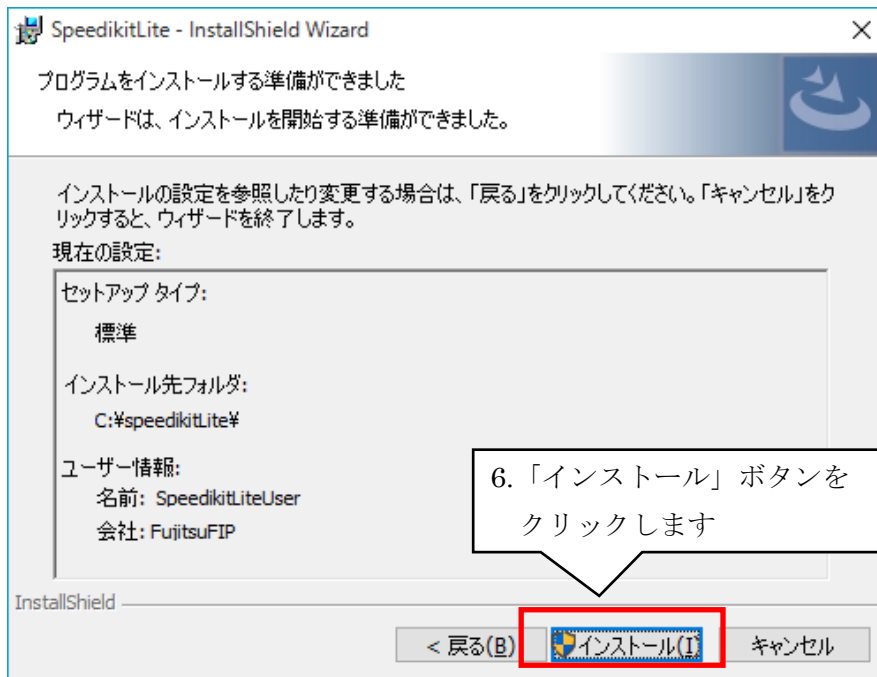 SpeedikitLite - InstallShield Wizard
プログラムをインストールする準備ができました
ウィザードは、インストールを開始する準備ができました。
インストールの設定を参照したり変更する場合は、「戻る」をクリックしてください。「キャンセル」をク
リックすると、ウィザードを終了します。
現在の設定:
セットアップ タイプ:
標準
インストール先フォルダ:
C:¥speedikitLite¥
ユーザー情報:
名前: SpeedikitLiteUser
会社: FujitsuFIP
6.「インストール」ボタンを
クリックします
InstallShield
< 戻る(B)
インストール(I)
キャンセル